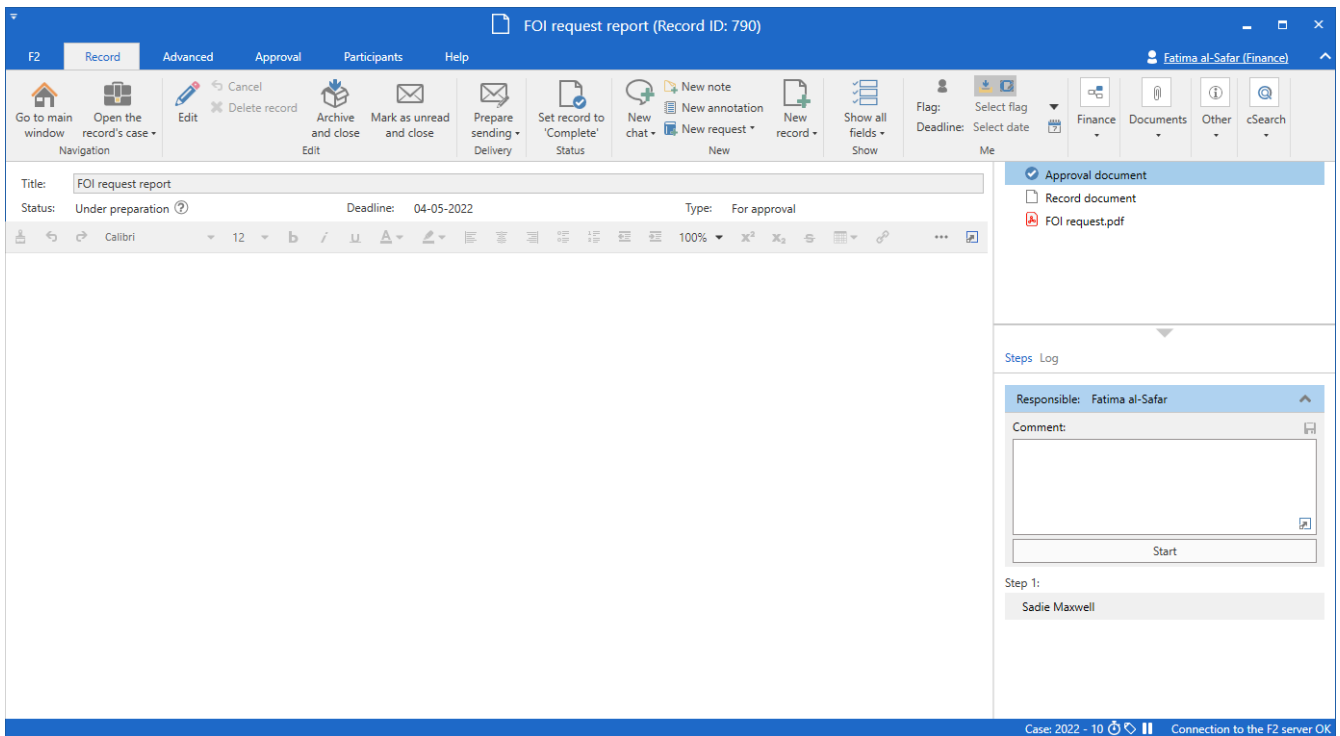 FOI request report (Record ID: 790)
F2 Record Advanced Approval Participants Help Fatima al-Safar (Finance)
Go to main window
Open the record's case
Navigation
Edit
Cancel
Delete record
Archive and close
Mark as unread and close
Edit
Prepare sending
Delivery
Set record to 'Complete'
Status
New chat
New note
New annotation
New request
New record
New
Show all fields
Show
Flag: Select flag
Deadline: Select date
Me
Finance
Documents
Other
cSearch
Title: FOI request report
Status: Under preparation Deadline: 04-05-2022 Type: For approval
Calibri 12 b i u A 100% x² x₂ S
Approval document
Record document
FOI request.pdf
Steps Log
Responsible: Fatima al-Safar
Comment:
Start
Step 1:
Sadie Maxwell
Case: 2022 - 10 Connection to the F2 server OK